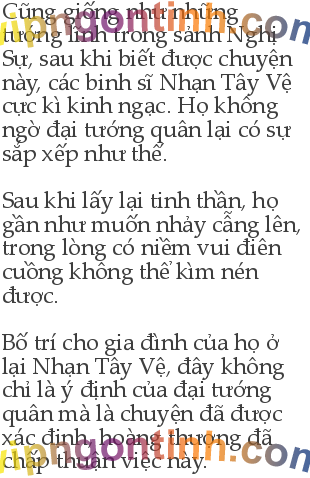 Cũng giống như những
tướng lĩnh trong sảnh Nghị
Sự, sau khi biết được chuyện
này, các binh sĩ Nhạn Tây Vệ
cực kì kinh ngạc. Họ không
ngờ đại tướng quân lại có sự
sắp xếp như thế.
Sau khi lấy lại tinh thần, họ
gần như muốn nhảy cẫng lên,
trong lòng có niềm vui điên
cuồng không thể kìm nén
được.
Bố trí cho gia đình của họ ở
lại Nhạn Tây Vệ, đây không
chỉ là ý định của đại tướng
quân mà là chuyện đã được
xác định, hoàng thượng đã
chấp thuận việc này.
vipngontinh.com
vipngontinh.com